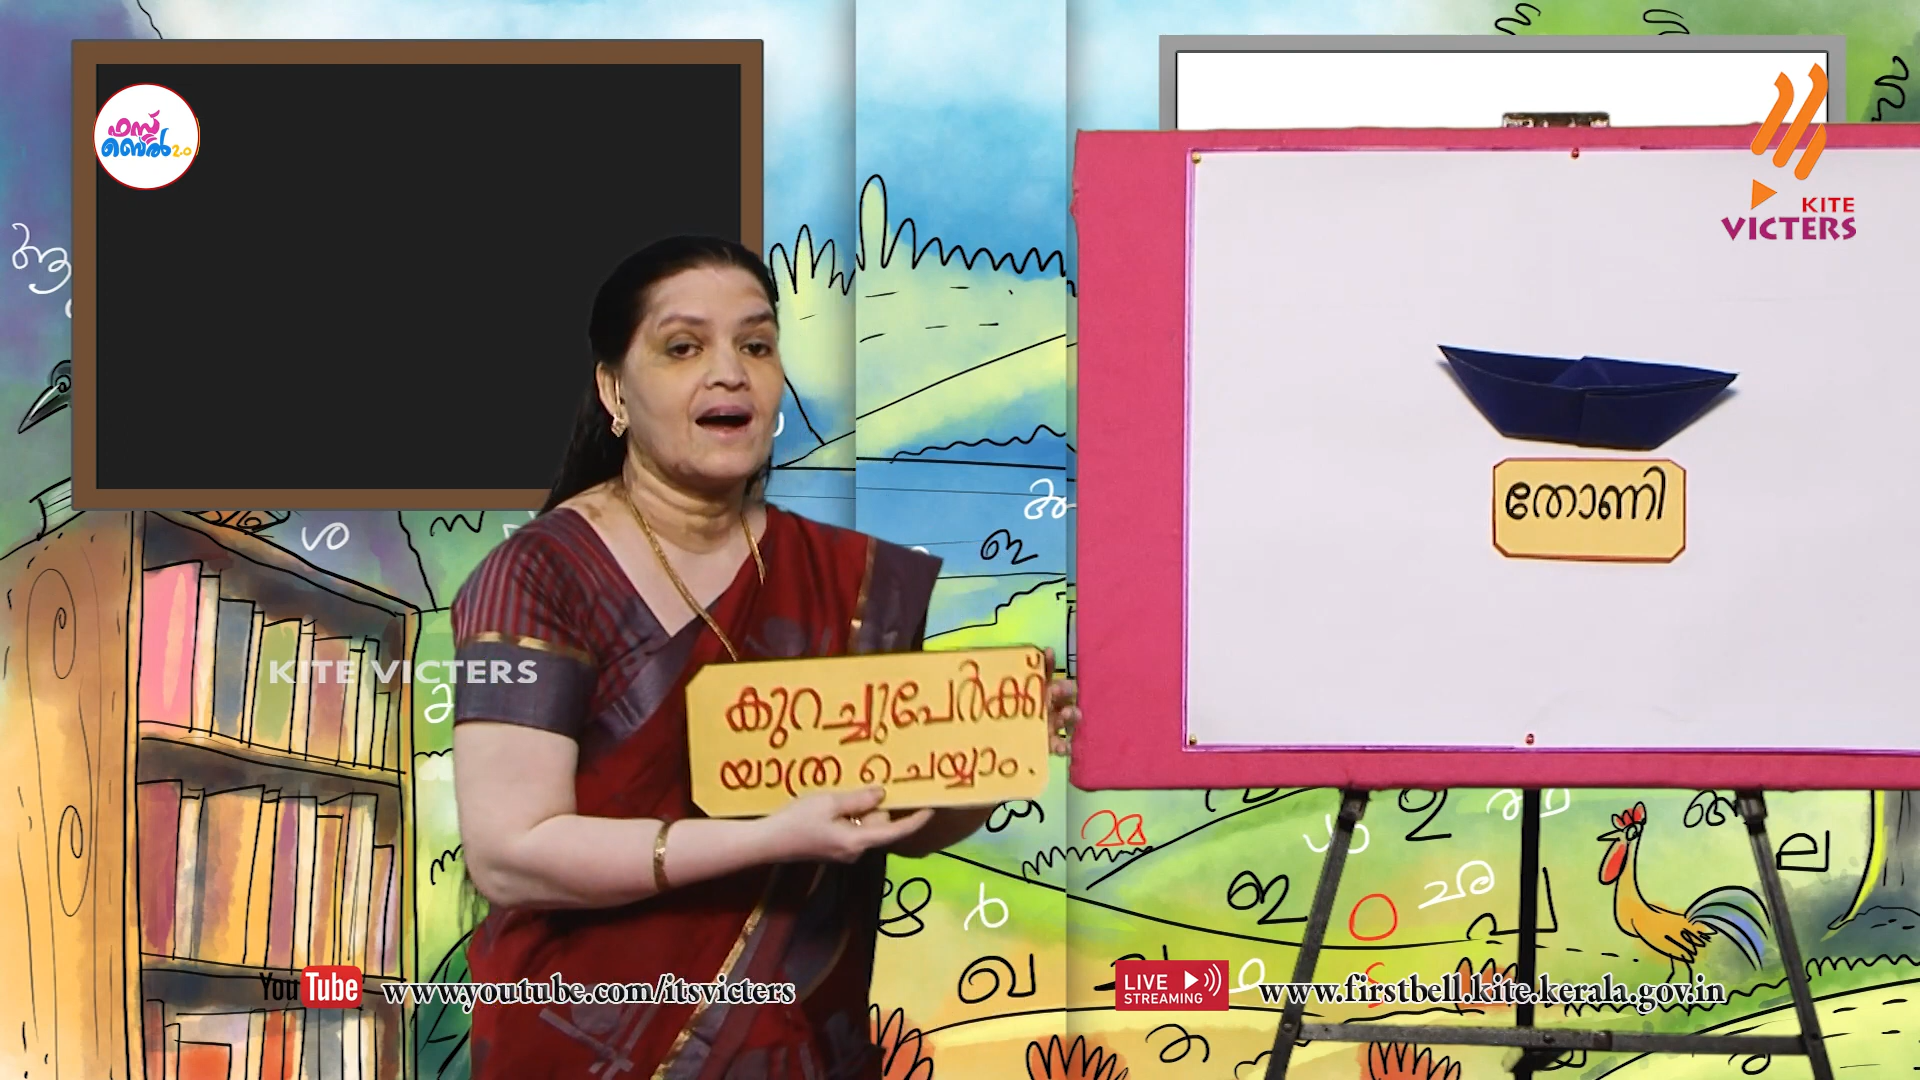 ഫസ്റ്റ്
ബെൽ 2.0
KITE
VICTERS
തോണി
KITE VICTERS
കുറച്ചുപേർക്ക്
യാത്ര ചെയ്യാം.
YouTube www.youtube.com/itsvicters
LIVE STREAMING www.firstbell.kite.kerala.gov.in